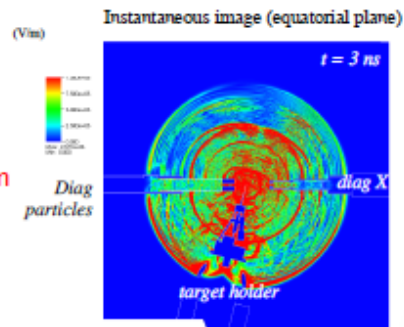 Instantaneous image (equatorial plane)
(V/m)
t = 3 ns
m
Diag
particles
diag X
target holder